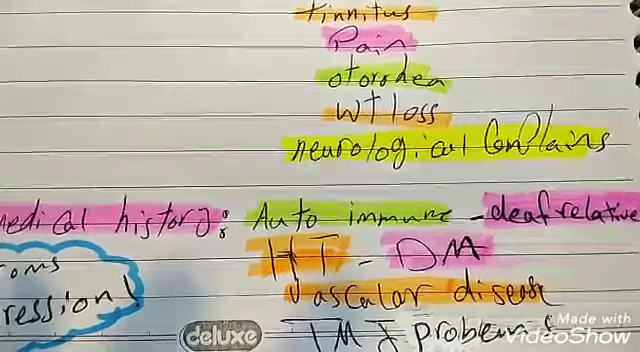 tinnitus
Pain
otorrhea
wt loss
neurological Complains
medical history: Auto immune - deaf relative
HT - DM
oms
vascular disease
ression!
TMJ problems
deluxe
Made with
VideoShow